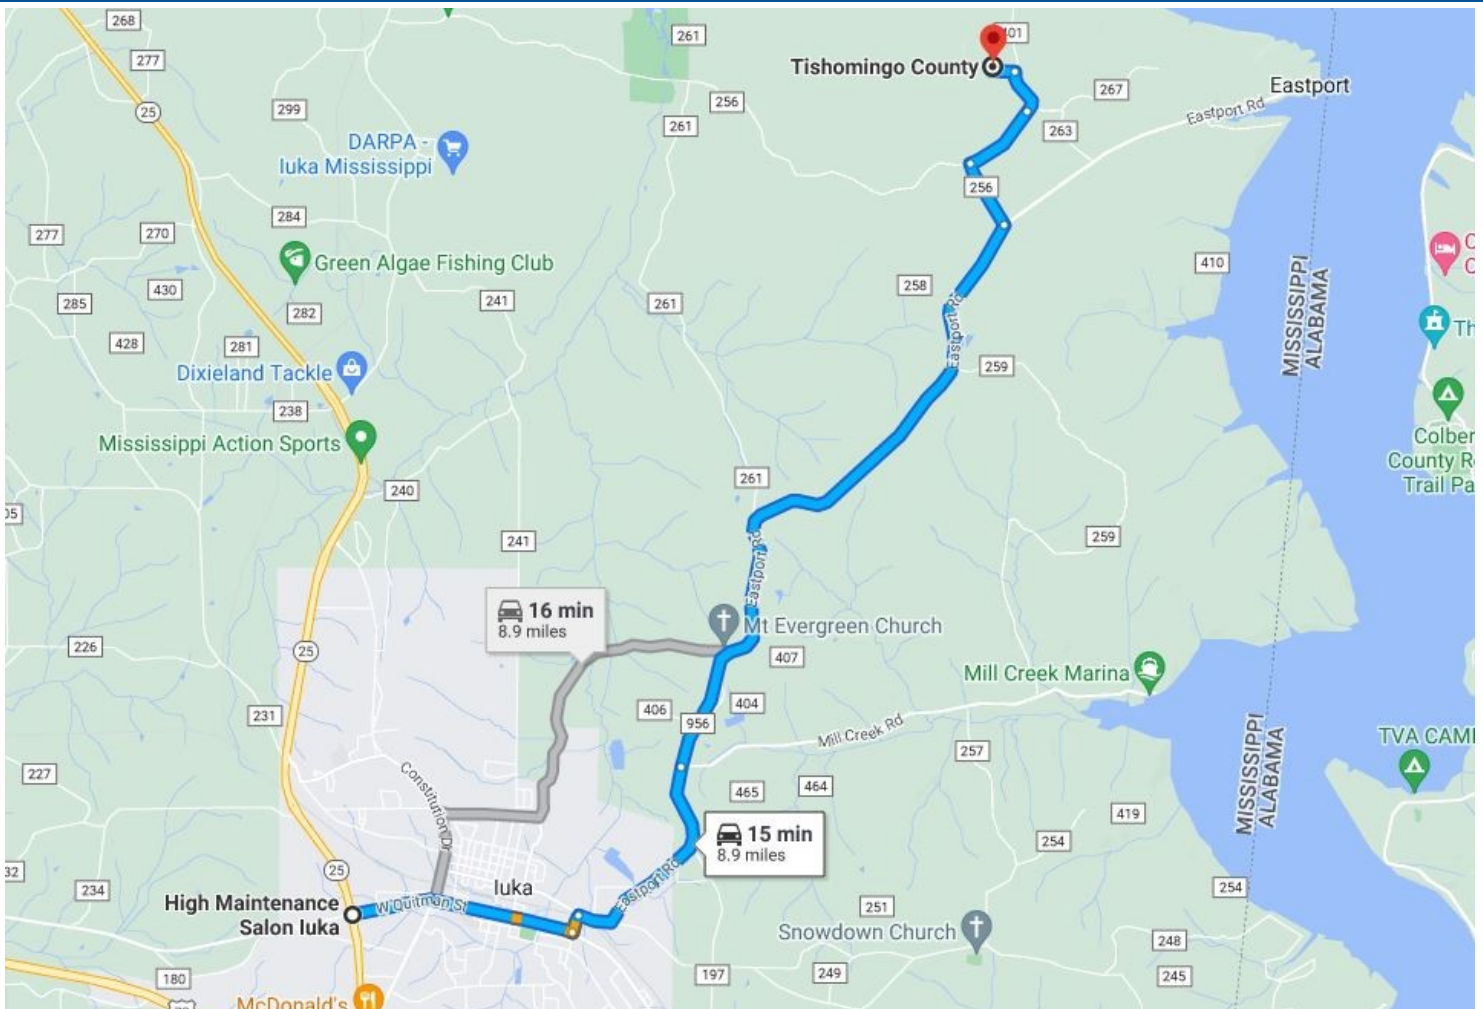 268
261
401
277
Tishomingo County
267
Eastport
256
25
299
Eastport Rd
261
263
DARPA -
Iuka Mississippi
256
284
277
270
Green Algae Fishing Club
410
MISSISSIPPI
ALABAMA
430
285
282
241
261
258
Eastport Rd
Th
428
281
Dixieland Tackle
259
238
Mississippi Action Sports
Colber
County R
Trail Pa
240
261
05
241
259
Eastport Rd
16 min
8.9 miles
Mt Evergreen Church
226
25
407
Mill Creek Marina
231
406
404
956
Mill Creek Rd
257
MISSISSIPPI
ALABAMA
TVA CAM
227
Constitution Dr
465
464
419
15 min
8.9 miles
254
32
25
234
Iuka
254
Eastport Rd
High Maintenance
Salon Iuka
W Quitman St
251
Snowdown Church
248
180
197
249
245
McDonald's